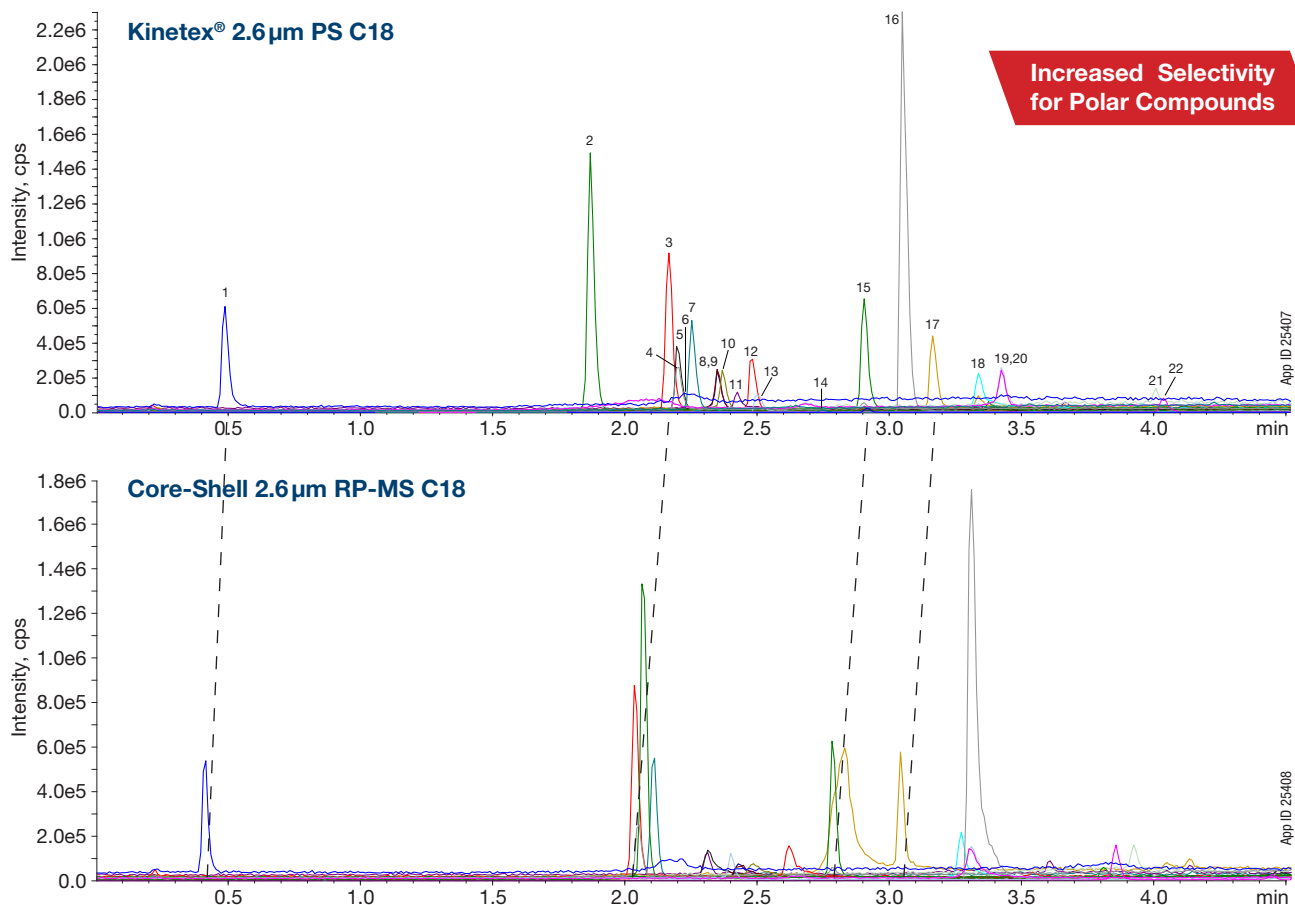 Kinetex® 2.6 µm PS C18
Increased Selectivity
for Polar Compounds
Intensity, cps
2.2e6
2.0e6
1.8e6
1.6e6
1.4e6
1.2e6
1.0e6
8.0e5
6.0e5
4.0e5
2.0e5
0.0
1
2
3
4
5
6
7
8,9
10
11
12
13
14
15
16
17
18
19,20
21
22
App ID 25407
0.5 1.0 1.5 2.0 2.5 3.0 3.5 4.0 min
Core-Shell 2.6 µm RP-MS C18
Intensity, cps
1.8e6
1.6e6
1.4e6
1.2e6
1.0e6
8.0e5
6.0e5
4.0e5
2.0e5
0.0
App ID 25408
0.5 1.0 1.5 2.0 2.5 3.0 3.5 4.0 min